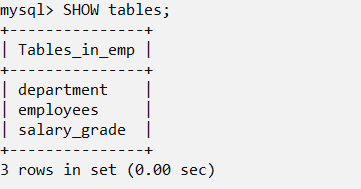 mysql> SHOW tables;
+---------------+
| Tables_in_emp |
+---------------+
| department    |
| employees     |
| salary_grade  |
+---------------+
3 rows in set (0.00 sec)